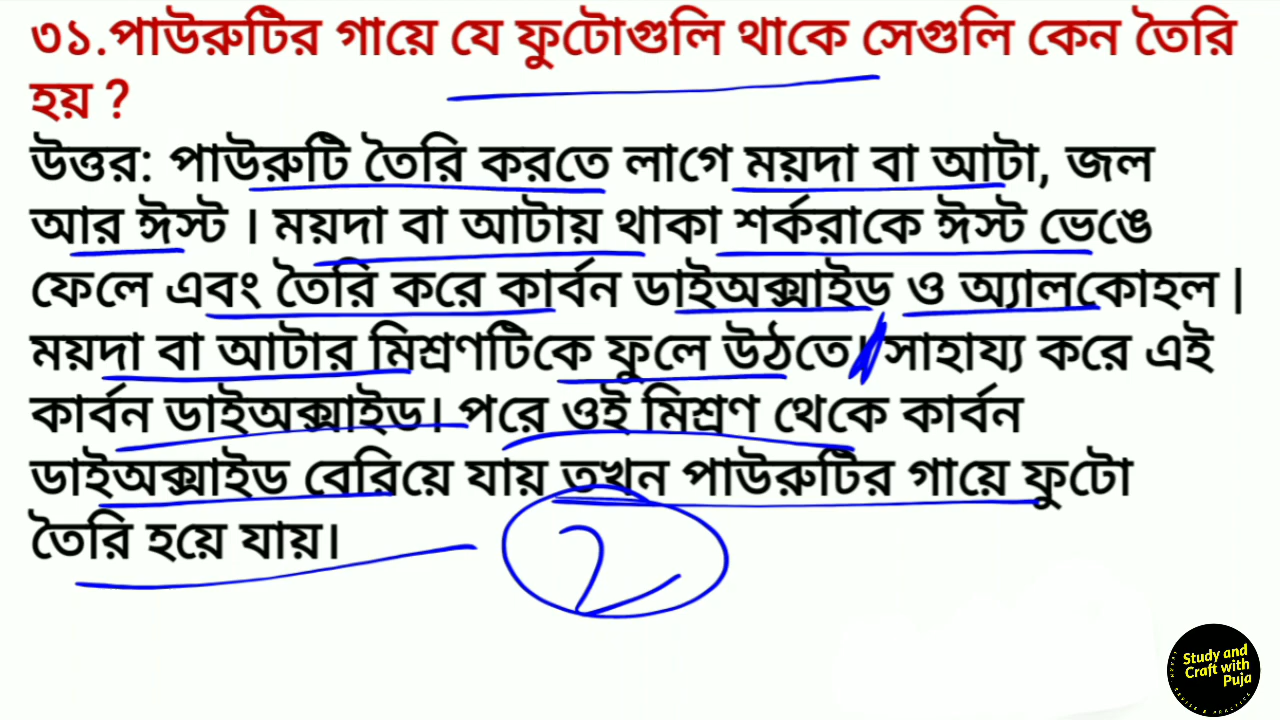 ৩১.পাউরুটির গায়ে যে ফুটোগুলি থাকে সেগুলি কেন তৈরি
হয় ?
উত্তর: পাউরুটি তৈরি করতে লাগে ময়দা বা আটা, জল
আর ঈস্ট । ময়দা বা আটায় থাকা শর্করাকে ঈস্ট ভেঙে
ফেলে এবং তৈরি করে কার্বন ডাইঅক্সাইড ও অ্যালকোহল |
ময়দা বা আটার মিশ্রণটিকে ফুলে উঠতে। সাহায্য করে এই
কার্বন ডাইঅক্সাইড। পরে ওই মিশ্রণ থেকে কার্বন
ডাইঅক্সাইড বেরিয়ে যায় তখন পাউরুটির গায়ে ফুটো
তৈরি হয়ে যায়।
2
Study and
Craft with
Puja